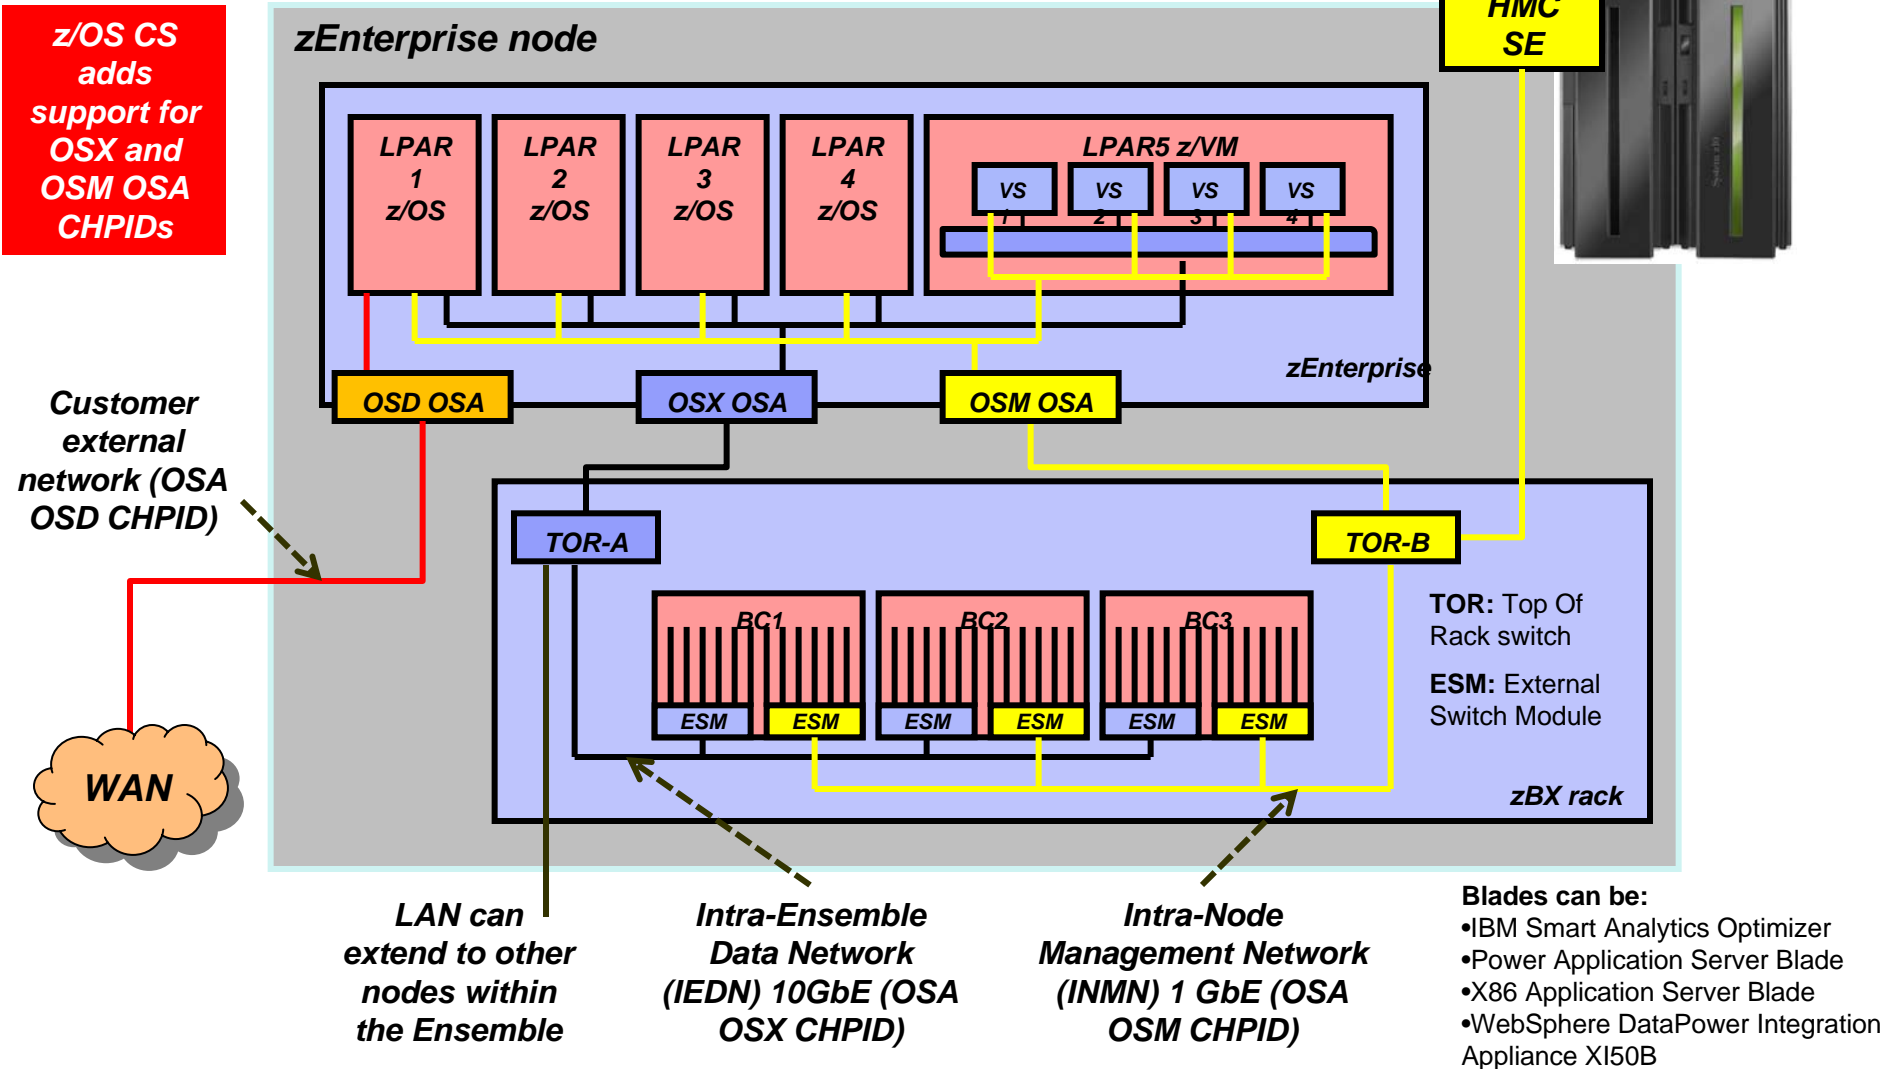 z/OS CS
adds
support for
OSX and
OSM OSA
CHPIDs
zEnterprise node
HMC
SE
LPAR
1
z/OS
LPAR
2
z/OS
LPAR
3
z/OS
LPAR
4
z/OS
LPAR5 z/VM
VS
1
VS
2
VS
3
VS
4
zEnterprise
OSD OSA
OSX OSA
OSM OSA
Customer
external
network (OSA
OSD CHPID)
TOR-A
TOR-B
BC1
BC2
BC3
ESM
ESM
ESM
ESM
ESM
ESM
TOR: Top Of
Rack switch
ESM: External
Switch Module
zBX rack
WAN
LAN can
extend to other
nodes within
the Ensemble
Intra-Ensemble
Data Network
(IEDN) 10GbE (OSA
OSX CHPID)
Intra-Node
Management Network
(INMN) 1 GbE (OSA
OSM CHPID)
Blades can be:
•IBM Smart Analytics Optimizer
•Power Application Server Blade
•X86 Application Server Blade
•WebSphere DataPower Integration
Appliance XI50B